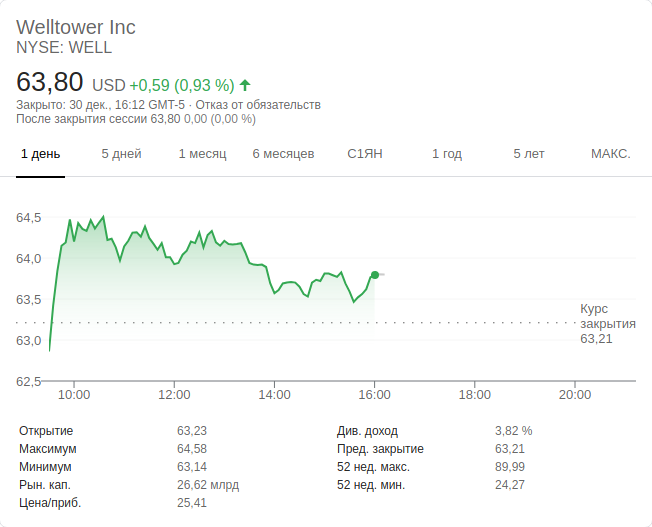 Welltower Inc
NYSE: WELL
63,80 USD +0,59 (0,93 %)
Закрыто: 30 дек., 16:12 GMT-5 · Отказ от обязательств
После закрытия сессии 63,80 0,00 (0,00 %)
1 день 5 дней 1 месяц 6 месяцев С1ЯН 1 год 5 лет МАКС.
64,5
64,0
63,5
63,0
62,5
Курс
закрытия
63,21
10:00 12:00 14:00 16:00 18:00 20:00
Открытие 63,23 Див. доход 3,82 %
Максимум 64,58 Пред. закрытие 63,21
Минимум 63,14 52 нед. макс. 89,99
Рын. кап. 26,62 млрд 52 нед. мин. 24,27
Цена/приб. 25,41